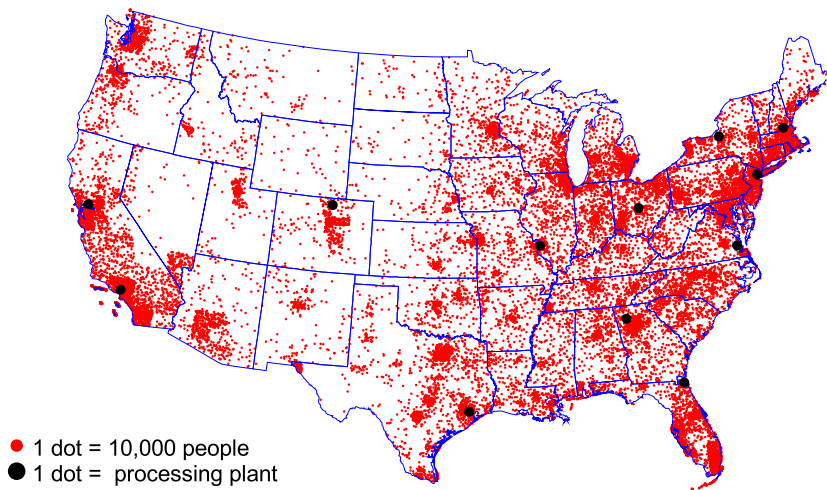 1 dot = 10,000 people
1 dot = processing plant